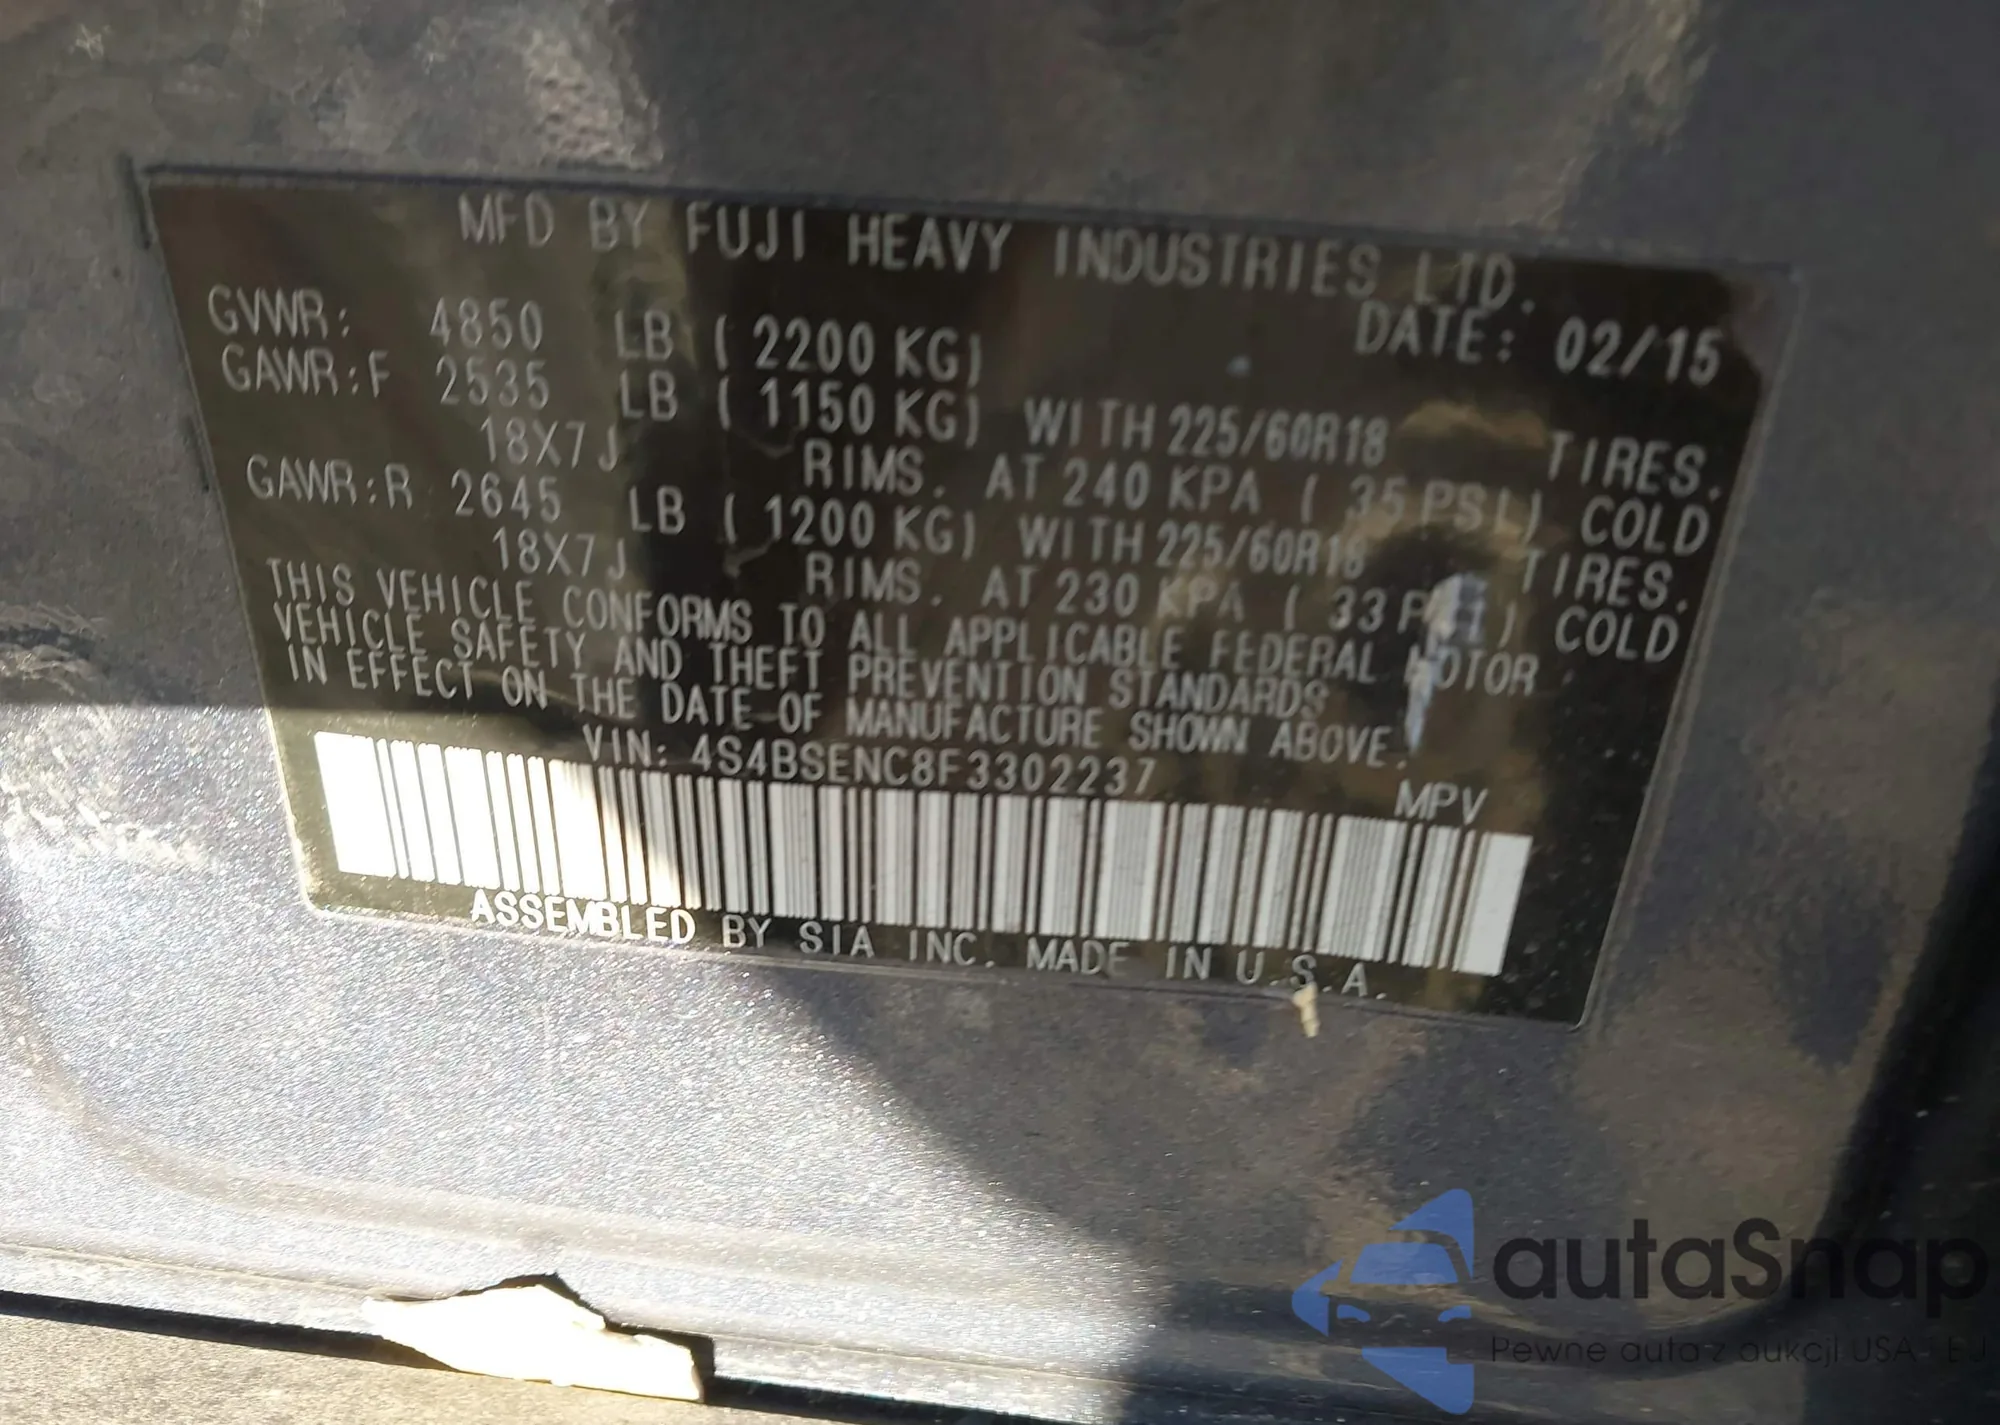 MFD BY FUJI HEAVY INDUSTRIES LTD.
DATE: 02/15
GVWR: 4850 LB ( 2200 KG)
GAWR:F 2535 LB ( 1150 KG) WITH 225/60R18 TIRES.
18X7J RIMS. AT 240 KPA ( 35 PSI) COLD
GAWR:R 2645 LB ( 1200 KG) WITH 225/60R18 TIRES.
18X7J RIMS. AT 230 KPA ( 33 PSI) COLD
THIS VEHICLE CONFORMS TO ALL APPLICABLE FEDERAL MOTOR
VEHICLE SAFETY AND THEFT PREVENTION STANDARDS
IN EFFECT ON THE DATE OF MANUFACTURE SHOWN ABOVE.
VIN: 4S4BSENC8F3302237
MPV
ASSEMBLED BY SIA INC. MADE IN U.S.A.
autaSnap
Pewne auta z aukcji USA i EU